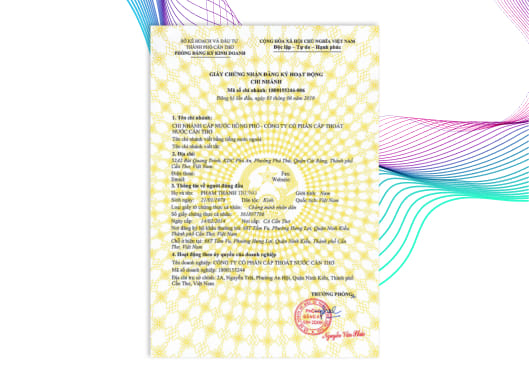 SỞ KẾ HOẠCH VÀ ĐẦU TƯ
THÀNH PHỐ CẦN THƠ
PHÒNG ĐĂNG KÝ KINH DOANH
CỘNG HÒA XÃ HỘI CHỦ NGHĨA VIỆT NAM
Độc lập - Tự do - Hạnh phúc
GIẤY CHỨNG NHẬN ĐĂNG KÝ HOẠT ĐỘNG
CHI NHÁNH
Mã số chi nhánh: 1800155244-006
Đăng ký lần đầu, ngày 03 tháng 06 năm
1. Tên chi nhánh:
CHI NHÁNH CẤP NƯỚC HƯNG PHÚ - CÔNG TY CỔ PHẦN CẤP THOÁT
NƯỚC CẦN THƠ
Tên chi nhánh viết bằng tiếng nước ngoài:
Tên chi nhánh viết tắt:
2. Địa chỉ:
Quang Trinh, KDC Phú An, Phường Phú Thứ, Quận Cái Răng, Thành phố
Cần Thơ, Việt Nam
Điện thoại: Fax:
Email: Website:
3. Thông tin về người đứng đầu
Họ và tên: PHẠM THÀNH Giới tính: Nam
Sinh ngày: Dân tộc: Kinh Quốc tịch: Việt Nam
Loại giấy tờ chứng thực cá nhân: Chứng minh nhân dân
Số giấy chứng thực cá nhân:
Ngày cấp: 14/02/2014 Nơi cấp: CA Cần Thơ
Nơi đăng ký hộ khẩu thường trú: Tầm Vu, Phường Hưng Lợi, Quận Ninh Kiều,
Thành phố Cần Thơ, Việt Nam
Chỗ ở hiện tại: Tầm Vu, Phường Hưng Lợi, Quận Ninh Kiều, Thành phố Cần
Thơ, Việt Nam
4. Hoạt động theo ủy quyền của doanh nghiệp
Tên doanh nghiệp: CÔNG TY CỔ PHẦN CẤP THOÁT NƯỚC CẦN THƠ
Mã số doanh nghiệp: 1800155244
Địa chỉ trụ sở chính: 2A, Nguyễn Trãi, Phường An Hội, Quận Ninh Kiều, Thành phố
Cần Thơ, Việt Nam
TRƯỞNG PHÒNG
PHÒNG
ĐĂNG KÝ
KINH DOANH
Nguyễn Văn